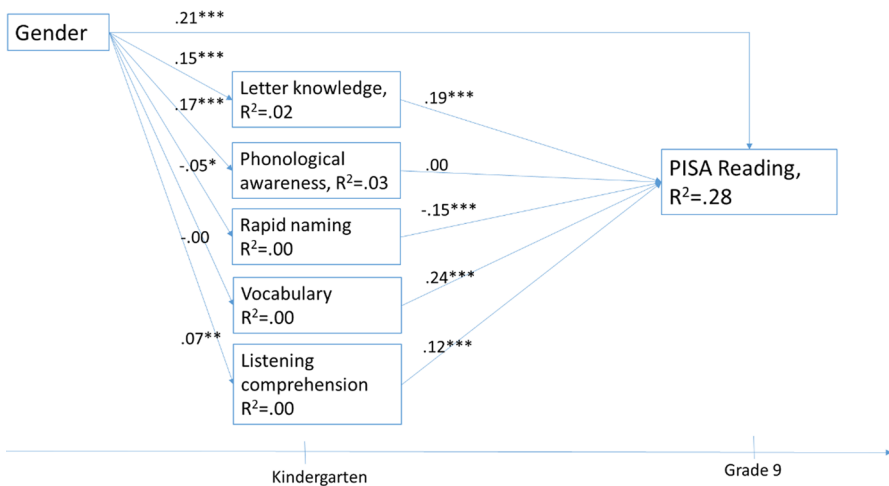 Gender
.21***
.15***
.17***
-.05*
-.00
.07**
Letter knowledge,
R²=.02
Phonological
awareness, R²=.03
Rapid naming
R²=.00
Vocabulary
R²=.00
Listening
comprehension
R²=.00
.19***
.00
-.15***
.24***
.12***
PISA Reading,
R²=.28
Kindergarten
Grade 9